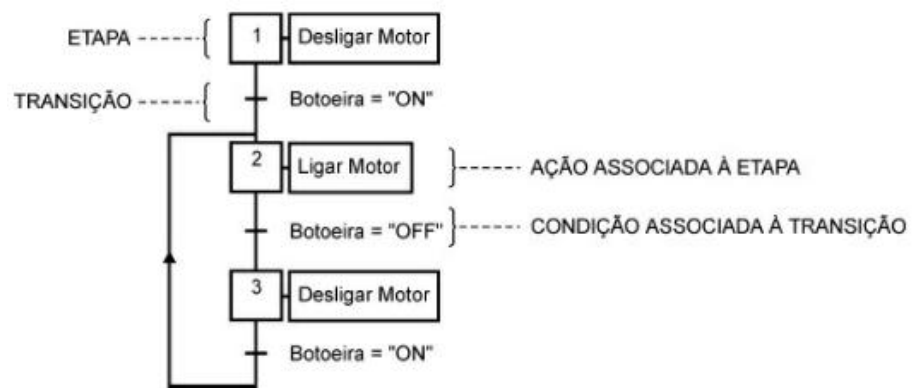 ETAPA
1
Desligar Motor
TRANSIÇÃO
Botoeira = "ON"
2
Ligar Motor
AÇÃO ASSOCIADA À ETAPA
Botoeira = "OFF"
CONDIÇÃO ASSOCIADA À TRANSIÇÃO
3
Desligar Motor
Botoeira = "ON"